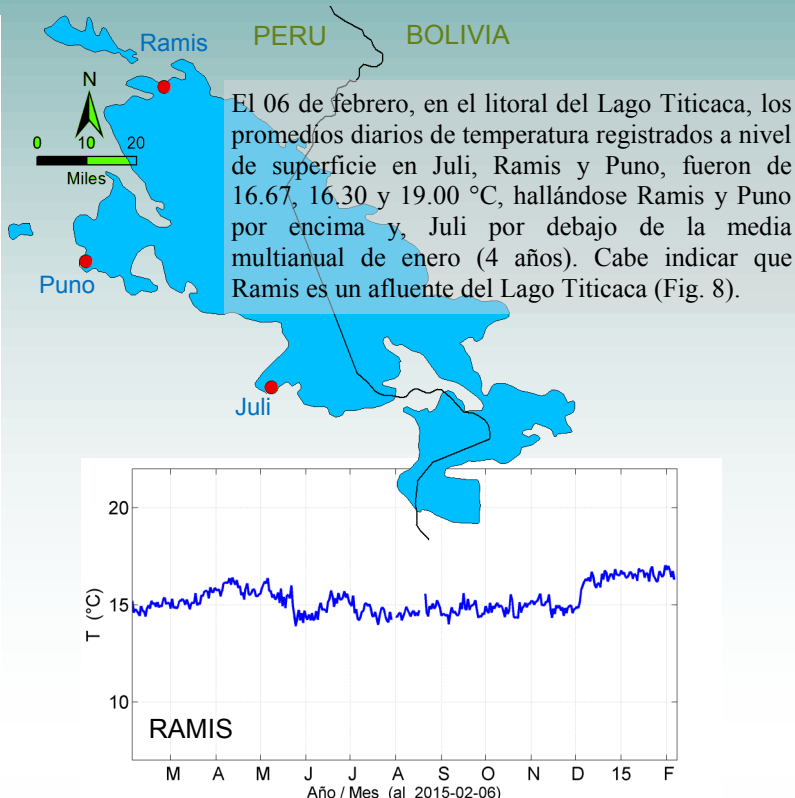 Ramis
PERU
BOLIVIA
N
0 10 20
Miles
El 06 de febrero, en el litoral del Lago Titicaca, los
promedios diarios de temperatura registrados a nivel
de superficie en Juli, Ramis y Puno, fueron de
16.67, 16.30 y 19.00 °C, hallándose Ramis y Puno
por encima y, Juli por debajo de la media
multianual de enero (4 años). Cabe indicar que
Ramis es un afluente del Lago Titicaca (Fig. 8).
Puno
Juli
20
15
10
T (°C)
RAMIS
M A M J J A S O N D 15 F
Año / Mes (al 2015-02-06)